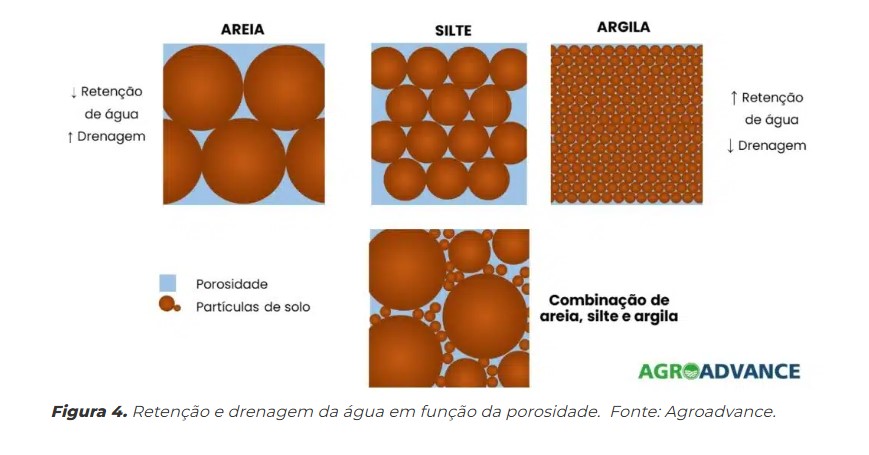 AREIA
SILTE
ARGILA
↓ Retenção
de água
↑ Drenagem
↑ Retenção
de água
↓ Drenagem
Porosidade
Partículas de solo
Combinação de
areia, silte e argila
AGROADVANCE
Figura 4. Retenção e drenagem da água em função da porosidade. Fonte: Agroadvance.